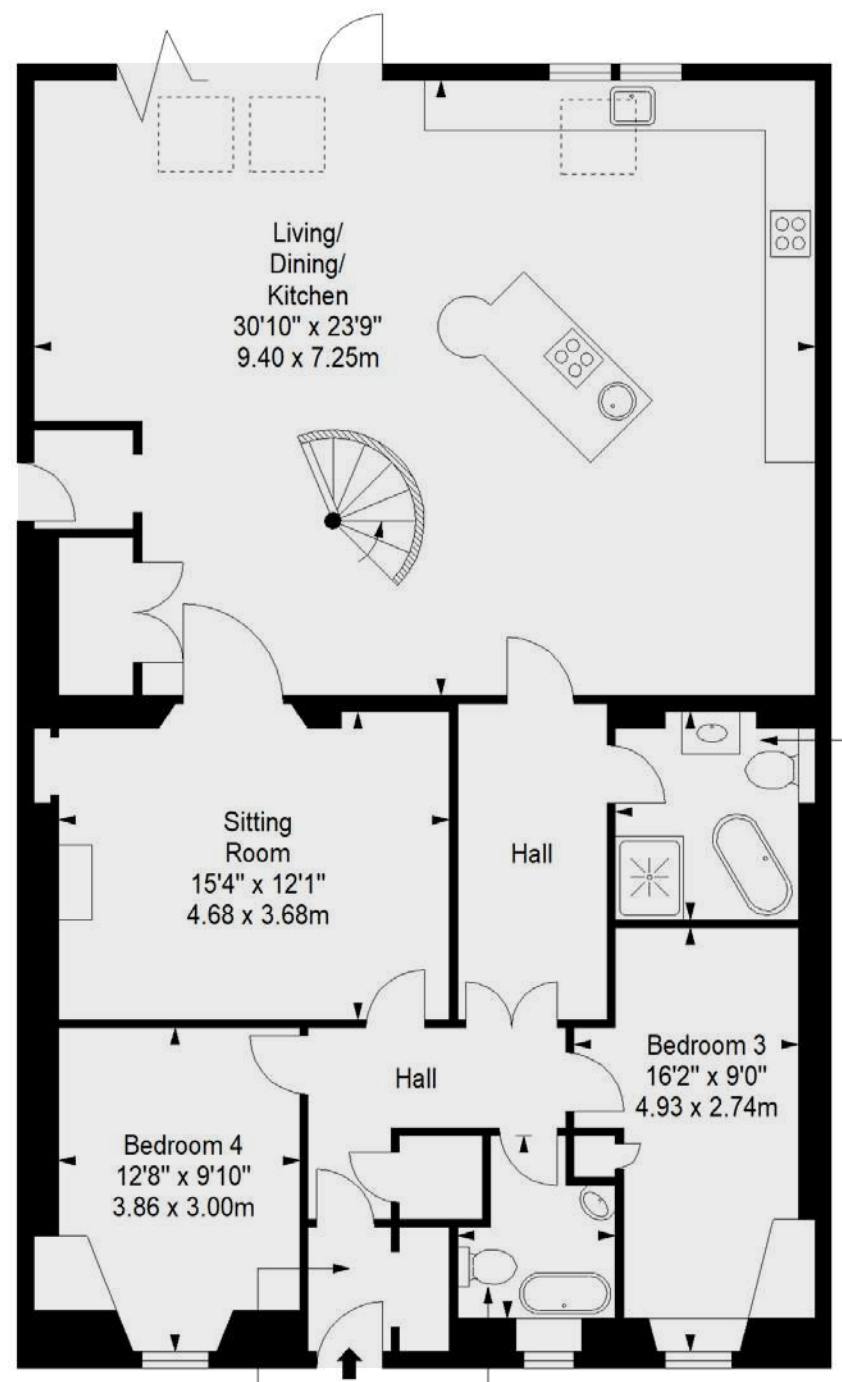 Living/
Dining/
Kitchen
30'10" x 23'9"
9.40 x 7.25m
Sitting
Room
15'4" x 12'1"
4.68 x 3.68m
Hall
Bedroom 3
16'2" x 9'0"
4.93 x 2.74m
Hall
Bedroom 4
12'8" x 9'10"
3.86 x 3.00m